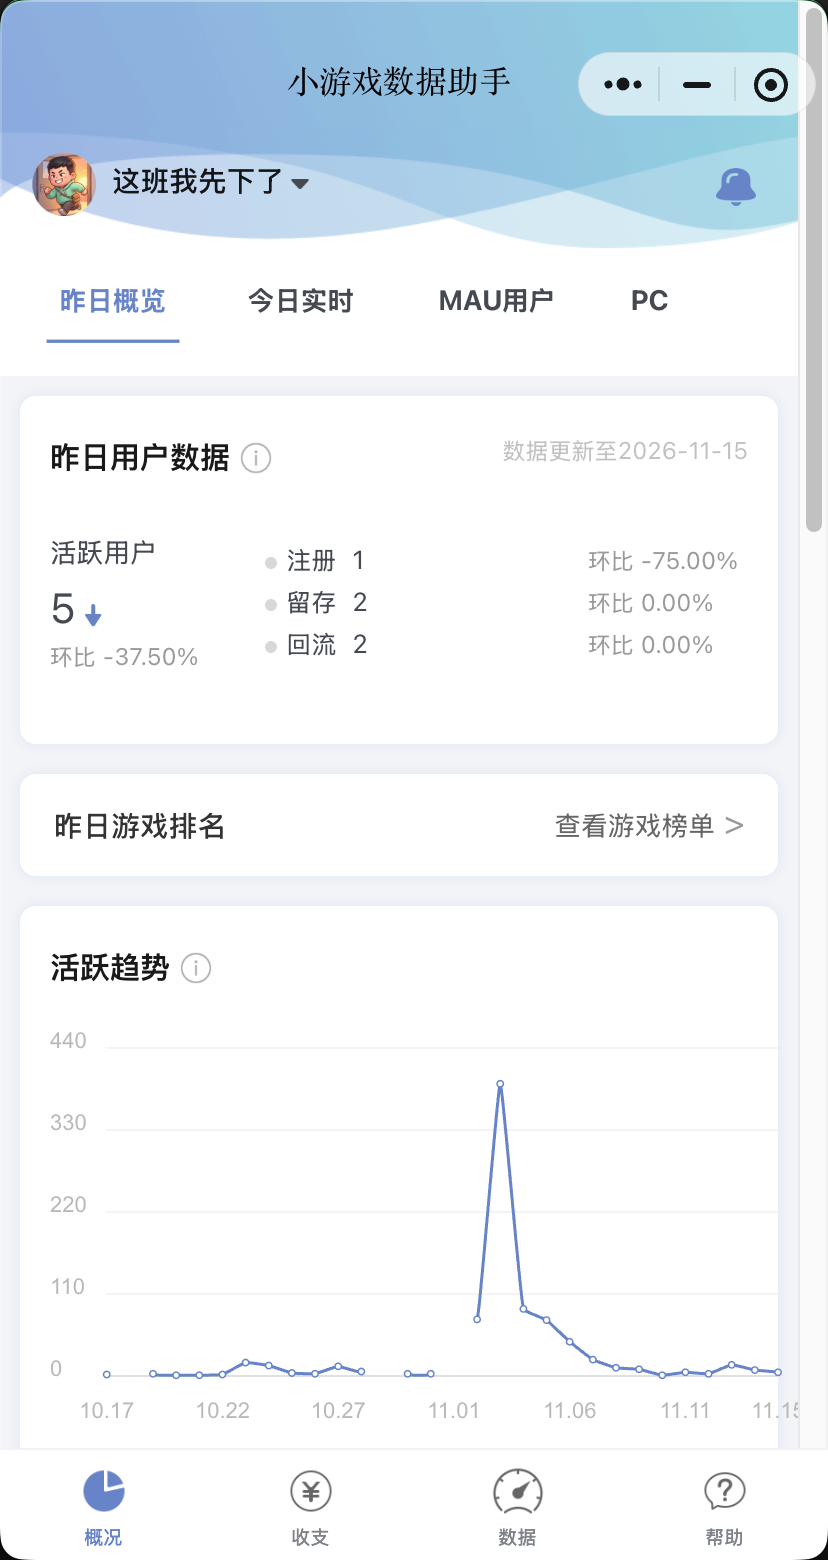 小游戏数据助手
这班我先下了
昨日概览 今日实时 MAU用户 PC
昨日用户数据 数据更新至2026-11-15
活跃用户
5
环比 -37.50%
注册 1 环比 -75.00%
留存 2 环比 0.00%
回流 2 环比 0.00%
昨日游戏排名 查看游戏榜单 >
活跃趋势
440
330
220
110
0
10.17 10.22 10.27 11.01 11.06 11.11 11.15
概况 收支 数据 帮助